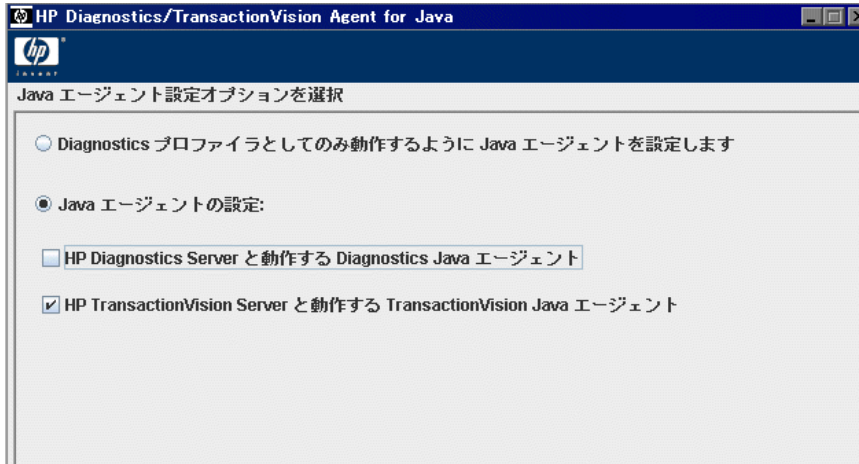 HP Diagnostics/TransactionVision Agent for Java
hp
invent
Java エージェント設定オプションを選択
Diagnostics プロファイラとしてのみ動作するように Java エージェントを設定します
Java エージェントの設定:
HP Diagnostics Server と動作する Diagnostics Java エージェント
HP TransactionVision Server と動作する TransactionVision Java エージェント